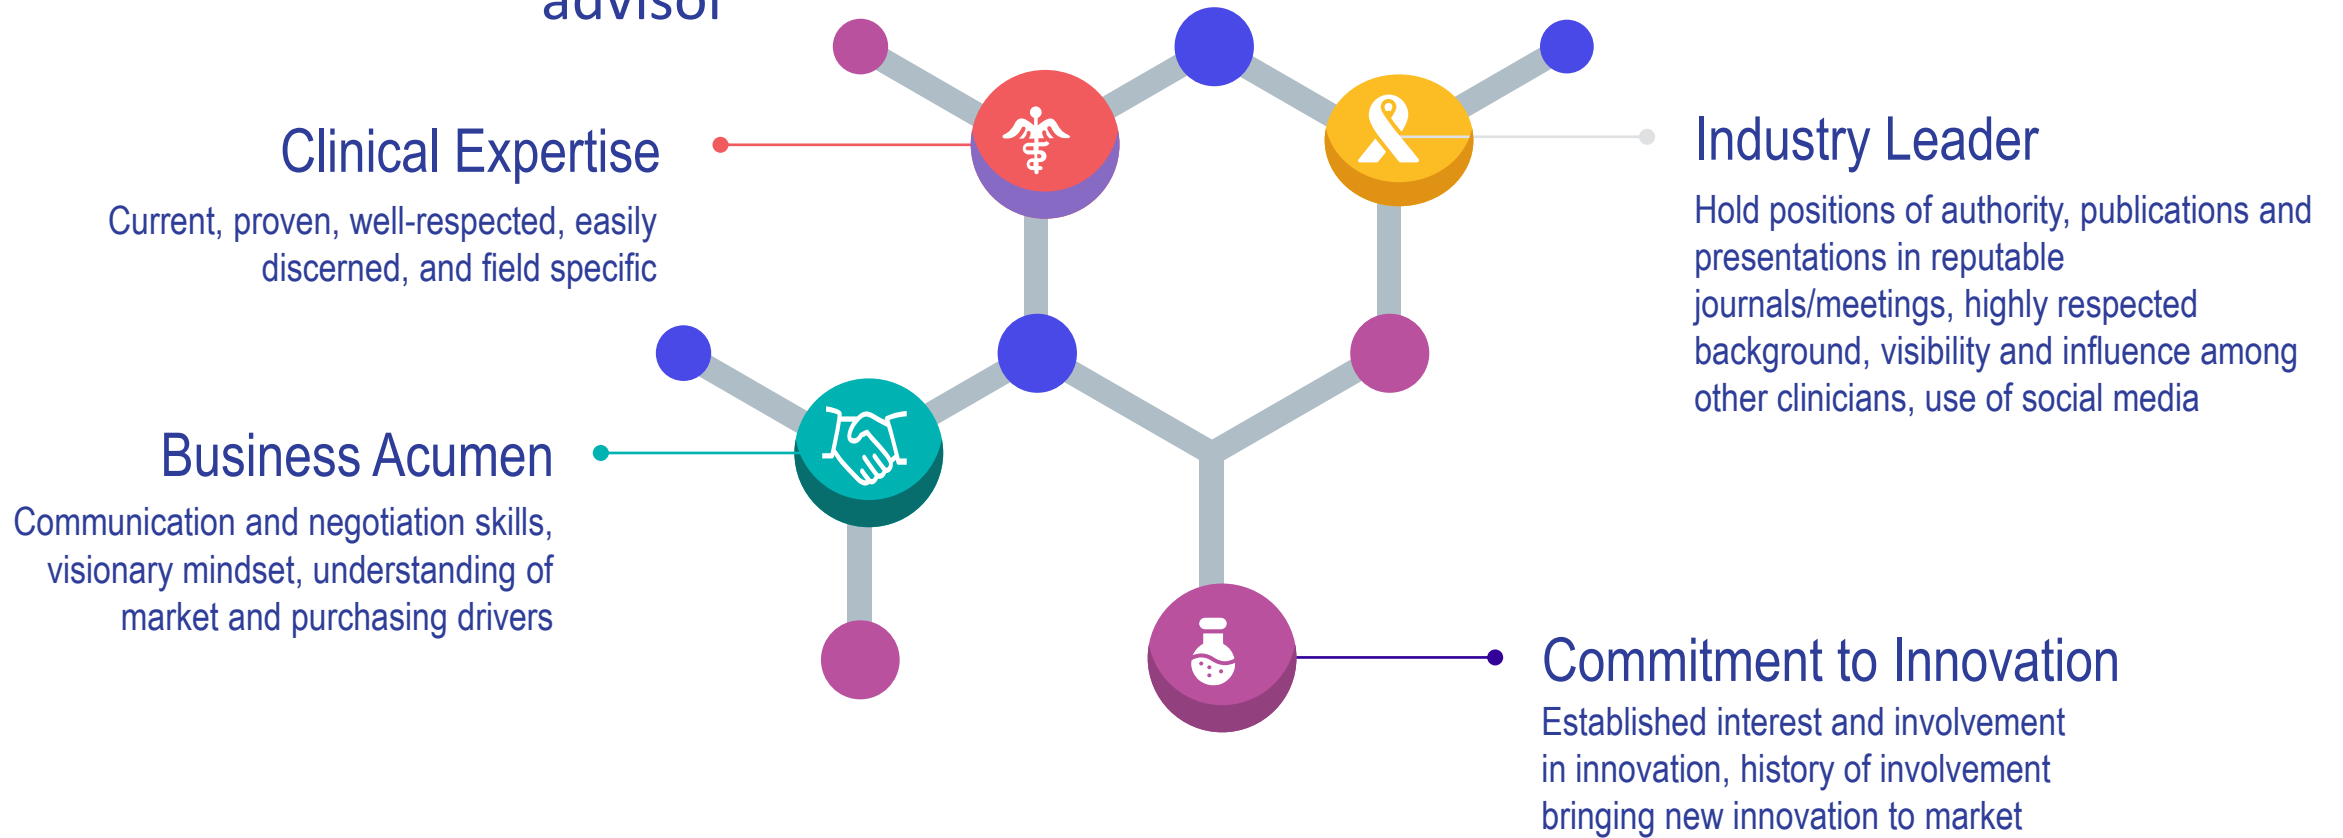 advisor
Clinical Expertise
Current, proven, well-respected, easily
discerned, and field specific
Industry Leader
Hold positions of authority, publications and
presentations in reputable
journals/meetings, highly respected
background, visibility and influence among
other clinicians, use of social media
Business Acumen
Communication and negotiation skills,
visionary mindset, understanding of
market and purchasing drivers
Commitment to Innovation
Established interest and involvement
in innovation, history of involvement
bringing new innovation to market